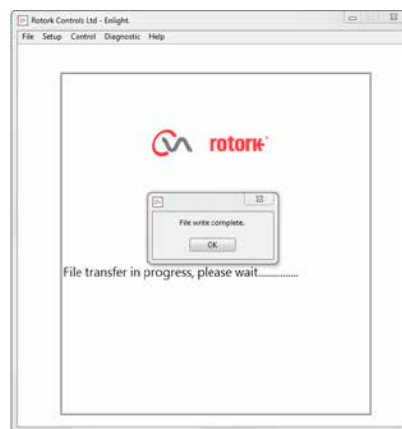 Rotork Controls Ltd - Enlight.
File Setup Control Diagnostic Help
rotork
File write complete.
OK
File transfer in progress, please wait..............